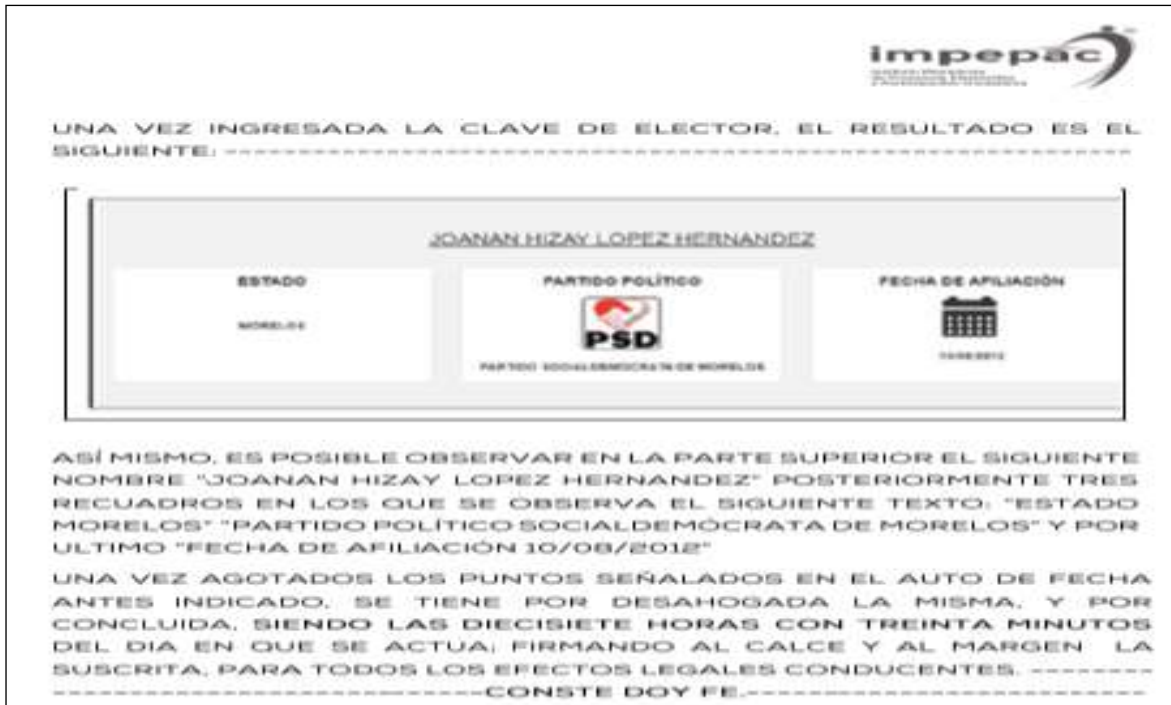 impepac
UNA VEZ INGRESADA LA CLAVE DE ELECTOR, EL RESULTADO ES EL
SIGUIENTE: ----------------------------------------------------------------
JOANAN HIZAY LOPEZ HERNANDEZ
ESTADO PARTIDO POLÍTICO FECHA DE AFILIACIÓN
PSD
MORELOS
PARTIDO SOCIALDEMOCRATA DE MORELOS
ASÍ MISMO, ES POSIBLE OBSERVAR EN LA PARTE SUPERIOR EL SIGUIENTE
NOMBRE "JOANAN HIZAY LOPEZ HERNANDEZ" POSTERIORMENTE TRES
RECUADROS EN LOS QUE SE OBSERVA EL SIGUIENTE TEXTO: "ESTADO
MORELOS" "PARTIDO POLÍTICO SOCIALDEMÓCRATA DE MORELOS" Y POR
ULTIMO "FECHA DE AFILIACIÓN 10/08/2012"
UNA VEZ AGOTADOS LOS PUNTOS SEÑALADOS EN EL AUTO DE FECHA
ANTES INDICADO, SE TIENE POR DESAHOGADA LA MISMA, Y POR
CONCLUIDA, SIENDO LAS DIECISIETE HORAS CON TREINTA MINUTOS
DEL DIA EN QUE SE ACTUA; FIRMANDO AL CALCE Y AL MARGEN LA
SUSCRITA, PARA TODOS LOS EFECTOS LEGALES CONDUCENTES. --------
------------------------------CONSTE DOY FE.----------------------------